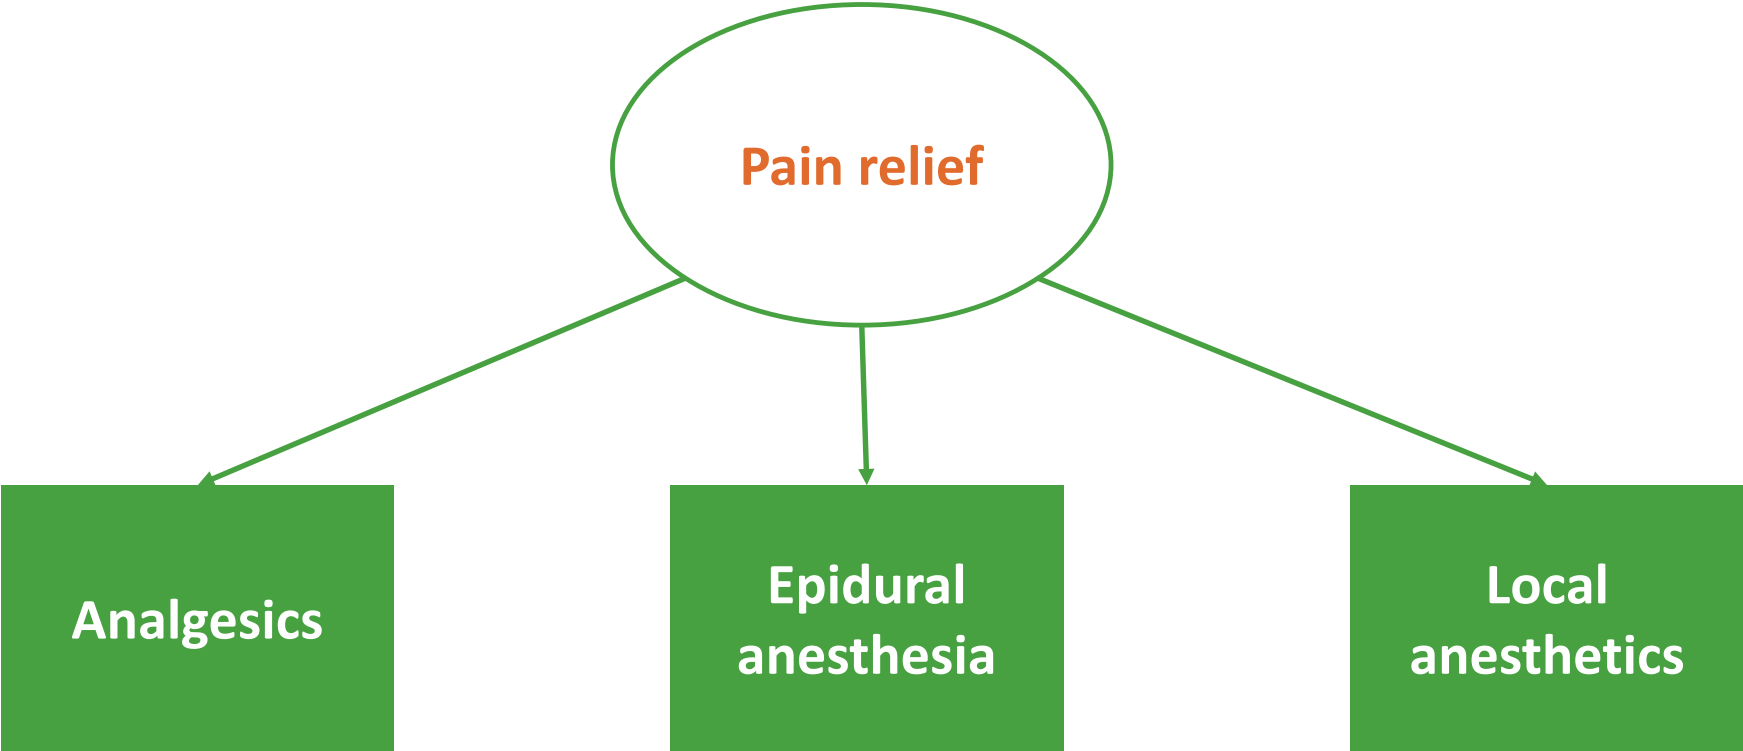 Pain relief
Analgesics
Epidural
anesthesia
Local
anesthetics